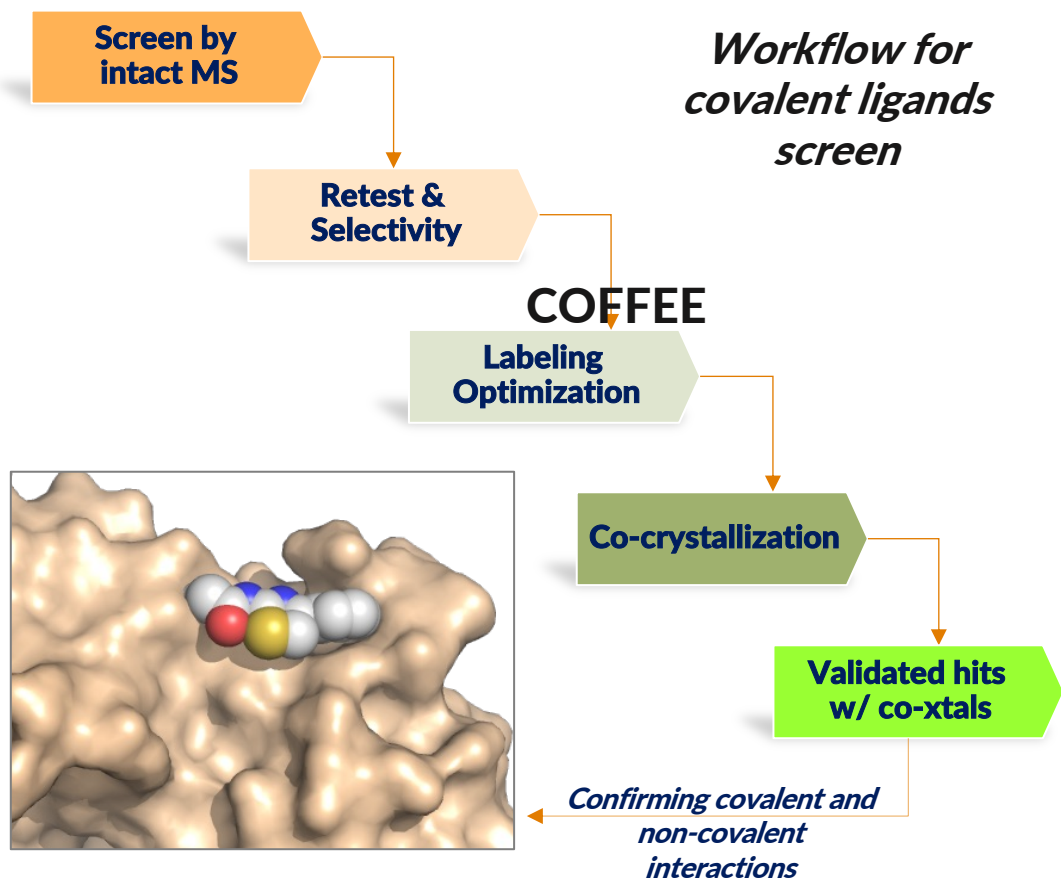 Screen by
intact MS
Workflow for
covalent ligands
screen
Retest &
Selectivity
COFFEE
Labeling
Optimization
Co-crystallization
Validated hits
w/ co-xtals
Confirming covalent and
non-covalent
interactions